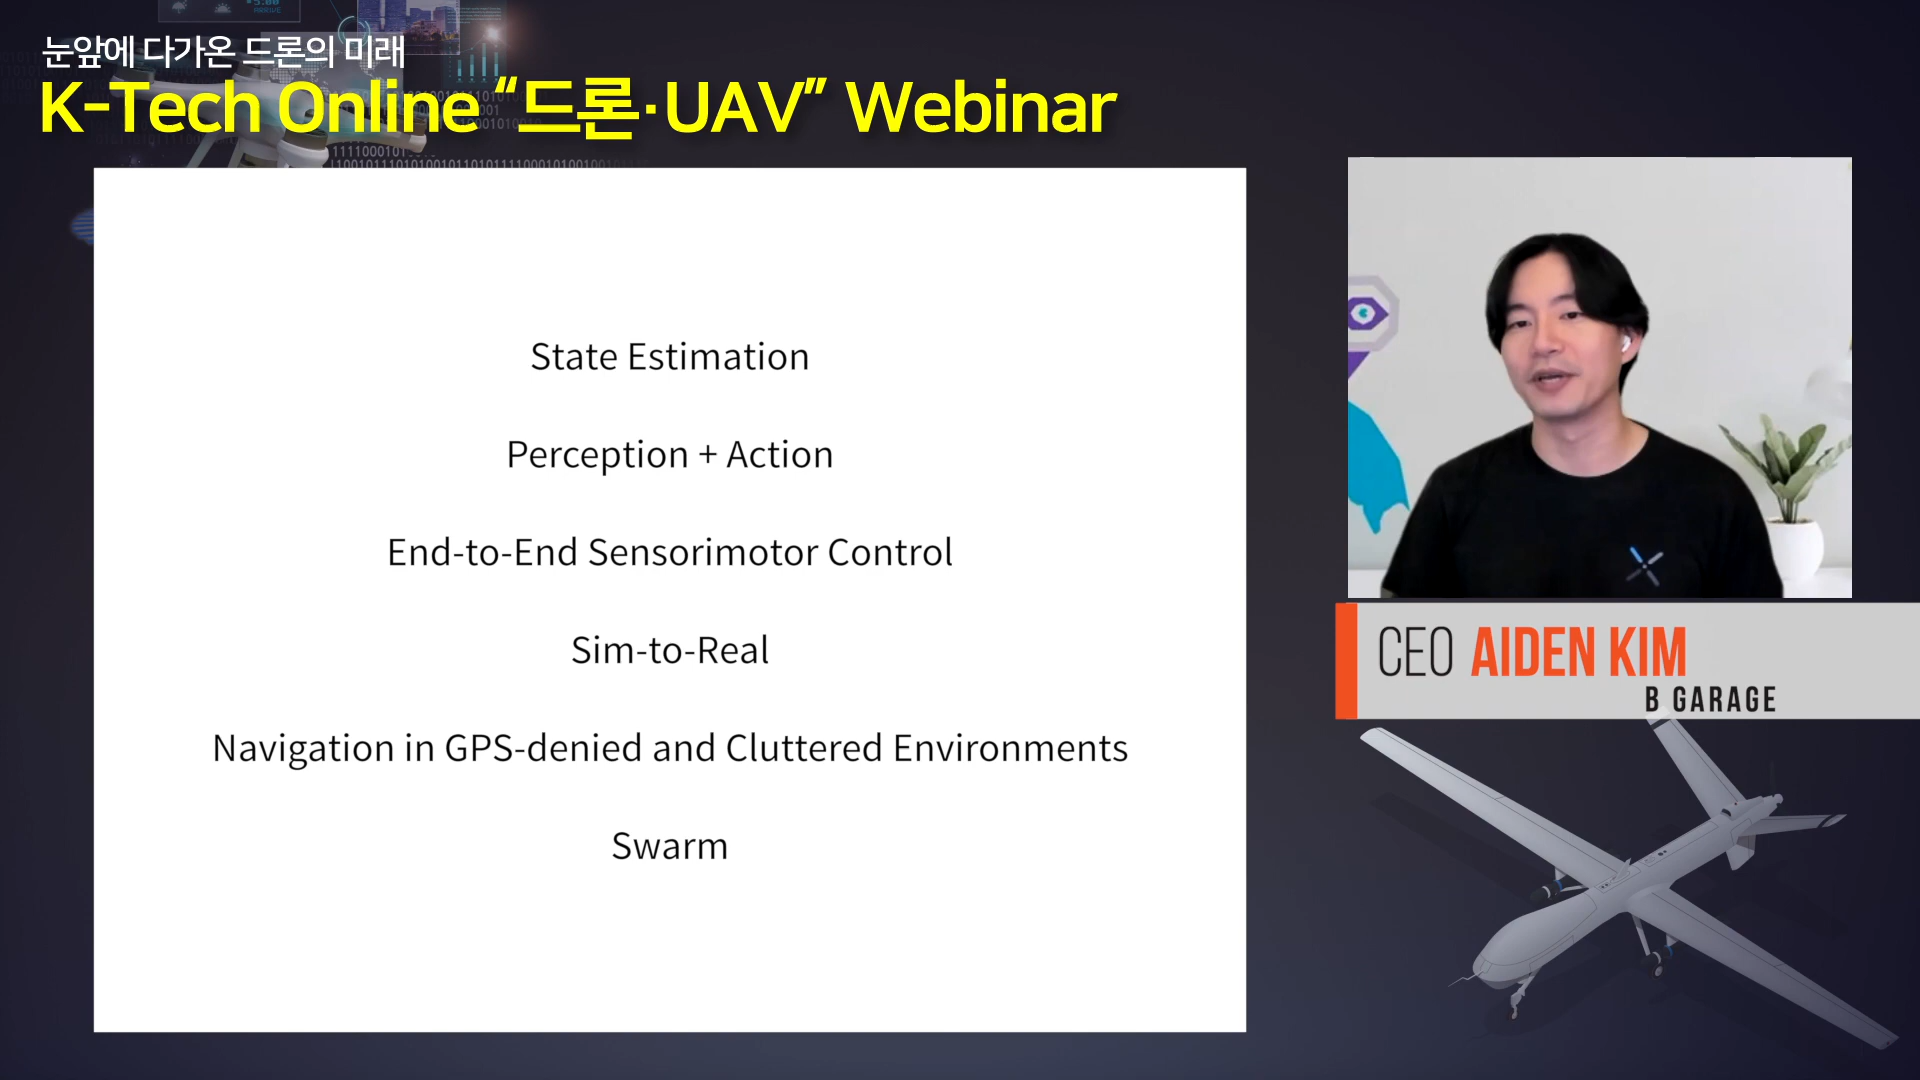 눈앞에 다가온 드론의 미래
K-Tech Online “드론·UAV” Webinar
State Estimation
Perception + Action
End-to-End Sensorimotor Control
Sim-to-Real
Navigation in GPS-denied and Cluttered Environments
Swarm
CEO AIDEN KIM
B GARAGE